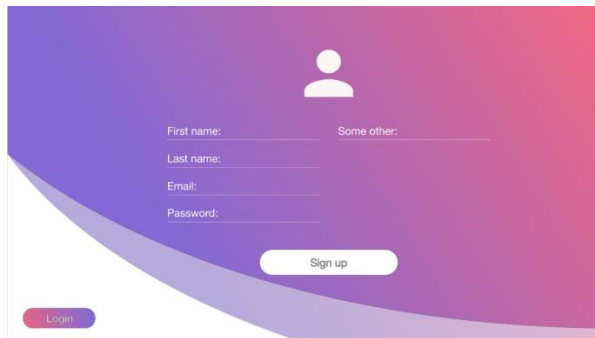 First name:
Some other:
Last name:
Email:
Password:
Sign up
Login